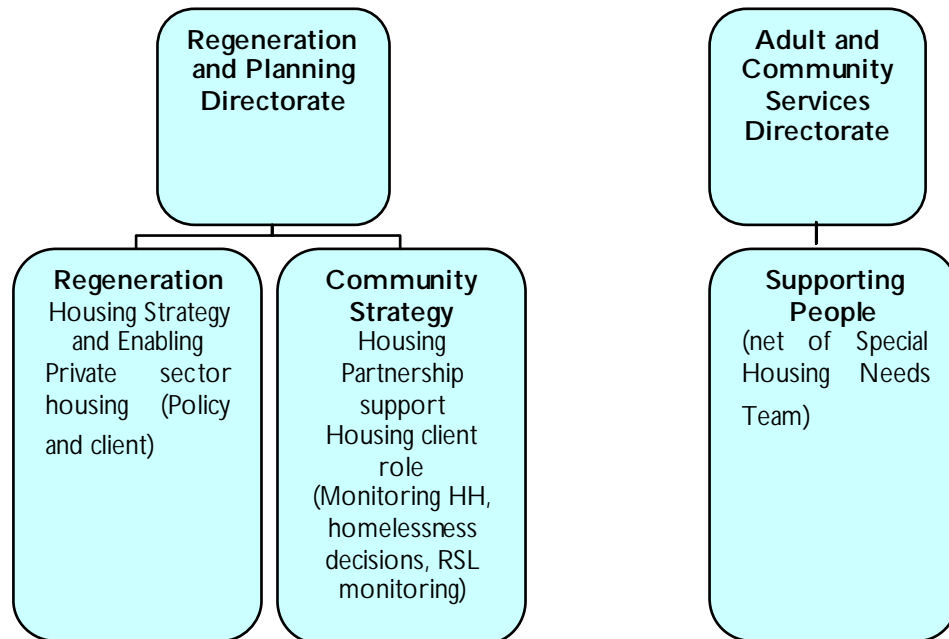 Regeneration
and Planning
Directorate
Adult and
Community
Services
Directorate
Regeneration
Housing Strategy
and Enabling
Private sector
housing (Policy
and client)
Community
Strategy
Housing
Partnership
support
Housing client
role
(Monitoring HH,
homelessness
decisions, RSL
monitoring)
Supporting
People
(net of Special
Housing Needs
Team)